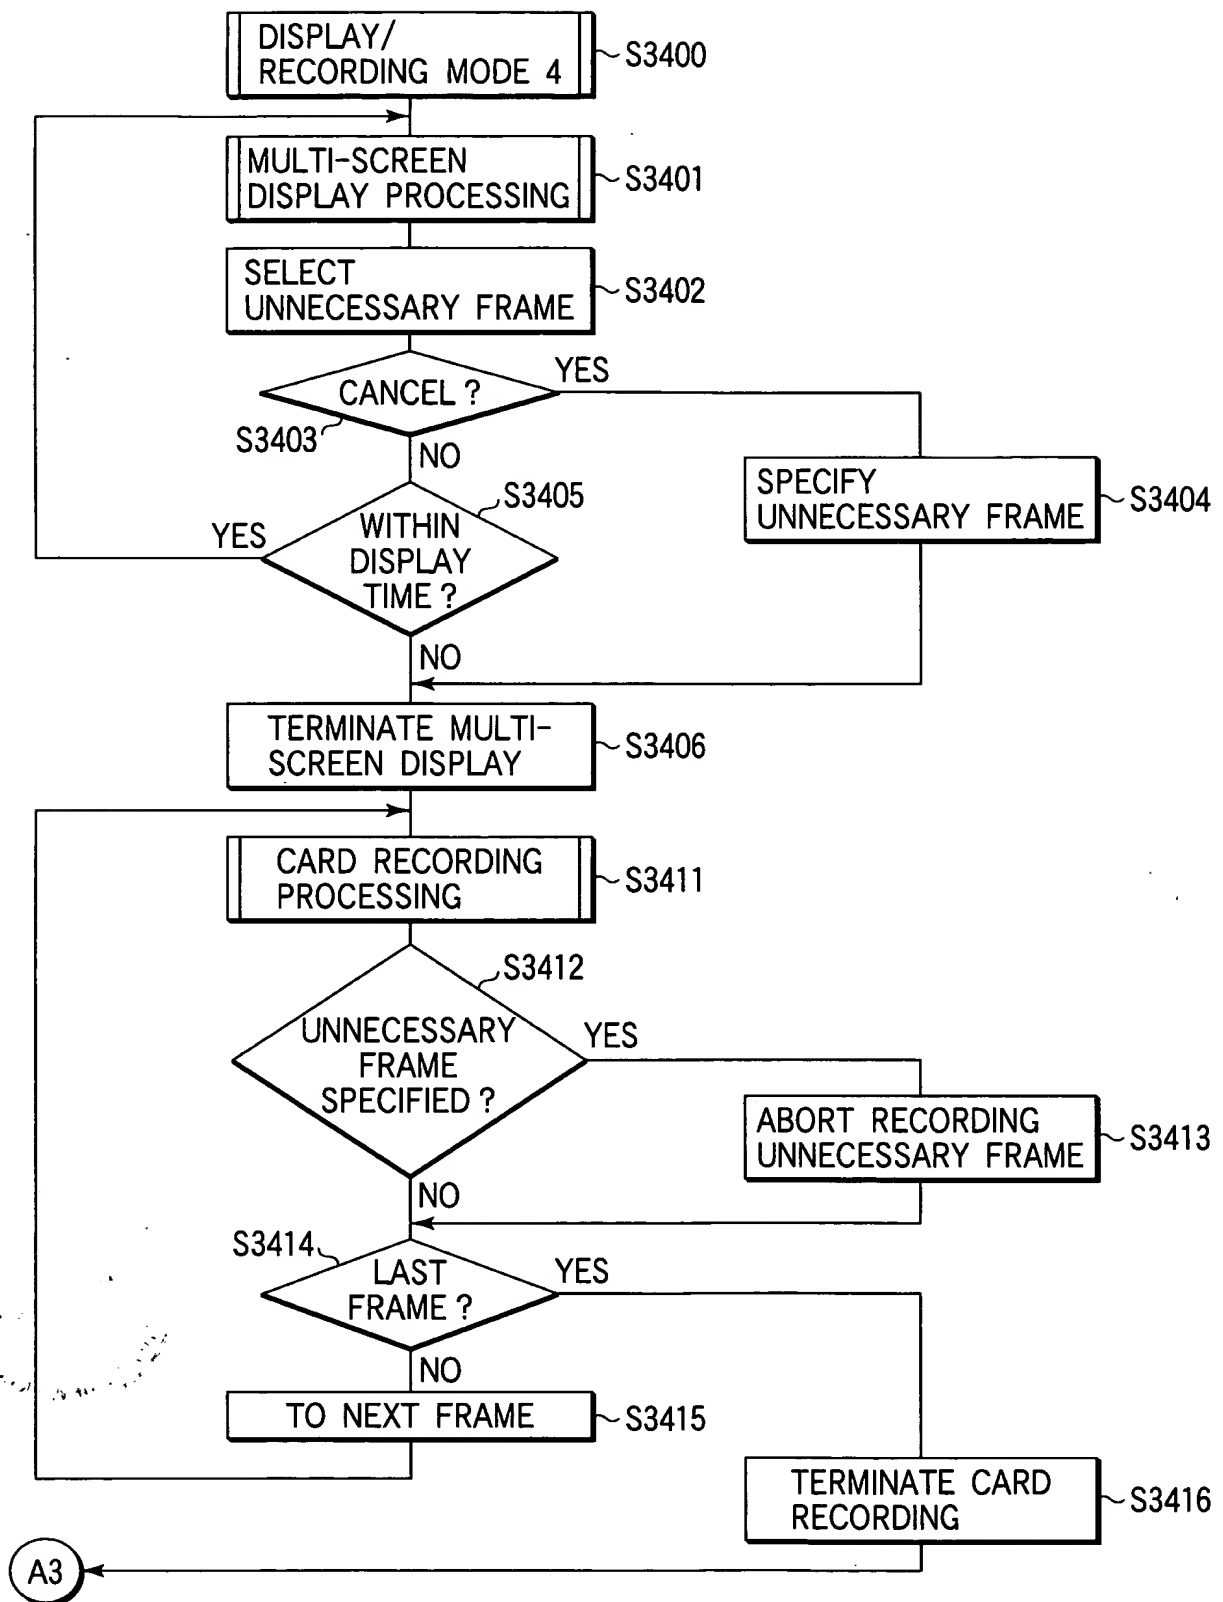 DISPLAY/
RECORDING MODE 4
S3400
MULTI-SCREEN
DISPLAY PROCESSING
S3401
SELECT
UNNECESSARY FRAME
S3402
CANCEL ?
YES
S3403
NO
SPECIFY
UNNECESSARY FRAME
S3404
S3405
YES
WITHIN
DISPLAY
TIME ?
NO
TERMINATE MULTI-
SCREEN DISPLAY
S3406
CARD RECORDING
PROCESSING
S3411
S3412
UNNECESSARY
FRAME
SPECIFIED ?
YES
ABORT RECORDING
UNNECESSARY FRAME
S3413
NO
S3414
LAST
FRAME ?
YES
NO
TO NEXT FRAME
S3415
TERMINATE CARD
RECORDING
S3416
A3